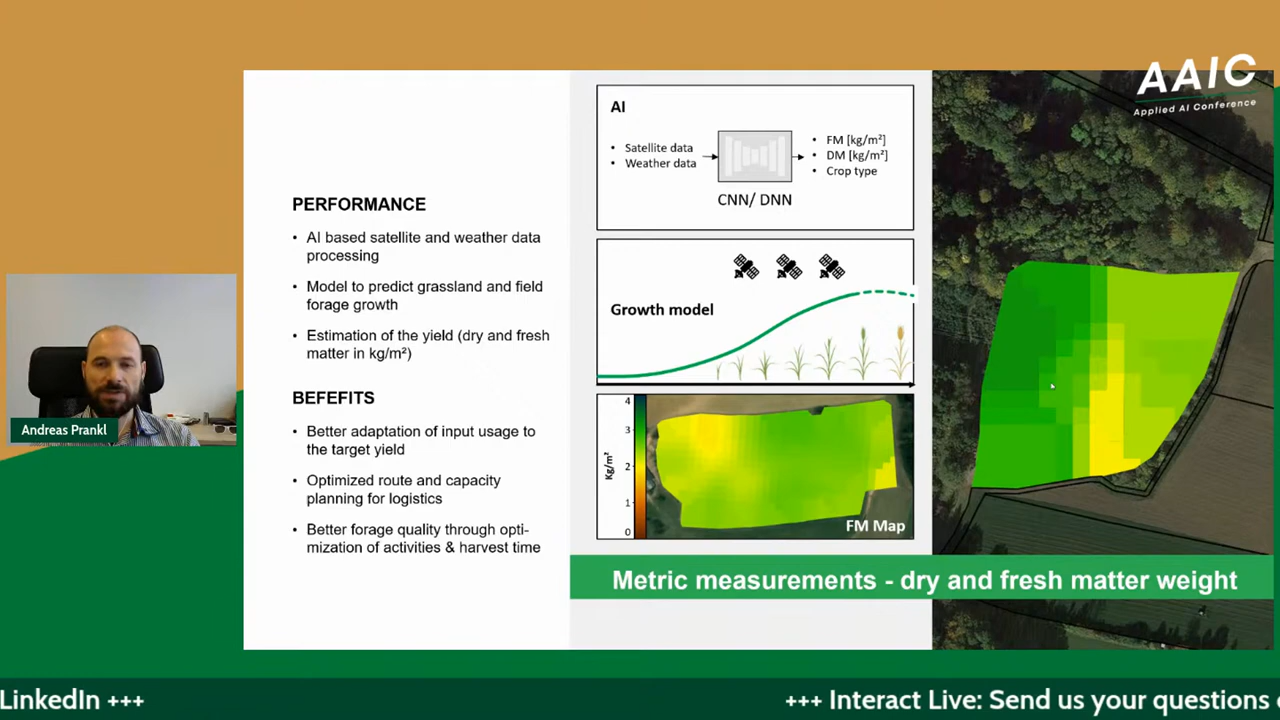 AAIC
Applied AI Conference
PERFORMANCE
• AI based satellite and weather data
processing
• Model to predict grassland and field
forage growth
• Estimation of the yield (dry and fresh
matter in kg/m²)
BEFEFITS
• Better adaptation of input usage to
the target yield
• Optimized route and capacity
planning for logistics
• Better forage quality through opti-
mization of activities & harvest time
AI
• Satellite data
• Weather data
CNN/ DNN
• FM [kg/m²]
• DM [kg/m²]
• Crop type
Growth model
Kg/m²
4
3
2
1
0
FM Map
Metric measurements - dry and fresh matter weight
Andreas Prankl
LinkedIn +++
+++ Interact Live: Send us your questions